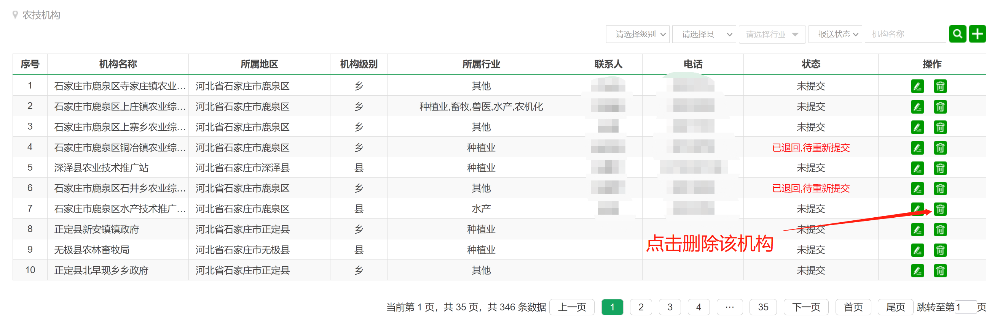 农技机构
请选择级别 请选择县 请选择行业 报送状态 机构名称
序号 机构名称 所属地区 机构级别 所属行业 联系人 电话 状态 操作
1 石家庄市鹿泉区寺家庄镇农业… 河北省石家庄市鹿泉区 乡 其他 未提交
2 石家庄市鹿泉区上庄镇农业综… 河北省石家庄市鹿泉区 乡 种植业,畜牧,兽医,水产,农机化 未提交
3 石家庄市鹿泉区上寨乡农业综… 河北省石家庄市鹿泉区 乡 其他 未提交
4 石家庄市鹿泉区铜冶镇农业综… 河北省石家庄市鹿泉区 乡 种植业 已退回,待重新提交
5 深泽县农业技术推广站 河北省石家庄市深泽县 县 种植业 未提交
6 石家庄市鹿泉区石井乡农业综… 河北省石家庄市鹿泉区 乡 其他 已退回,待重新提交
7 石家庄市鹿泉区水产技术推广… 河北省石家庄市鹿泉区 县 水产 未提交
8 正定县新安镇镇政府 河北省石家庄市正定县 乡 种植业 未提交
点击删除该机构
9 无极县农林畜牧局 河北省石家庄市无极县 县 种植业 未提交
10 正定县北早现乡乡政府 河北省石家庄市正定县 乡 其他 未提交
当前第 1 页，共 35 页，共 346 条数据 上一页 1 2 3 4 … 35 下一页 首页 尾页 跳转至第1页